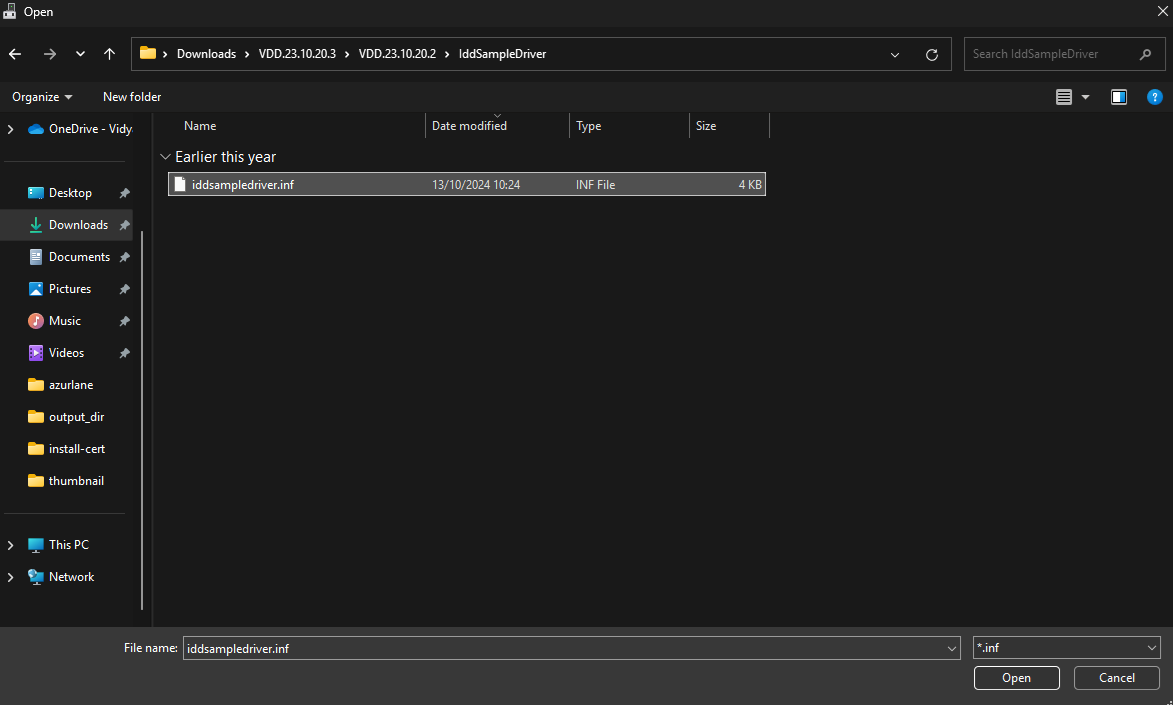 Open
Downloads > VDD.23.10.20.3 > VDD.23.10.20.2 > IddSampleDriver
Search IddSampleDriver
Organize
New folder
?
OneDrive - Vidy
Desktop
Downloads
Documents
Pictures
Music
Videos
azurlane
output_dir
install-cert
thumbnail
This PC
Network
Name Date modified Type Size
Earlier this year
iddsampledriver.inf 13/10/2024 10:24 INF File 4 KB
File name: iddsampledriver.inf
*.inf
Open
Cancel